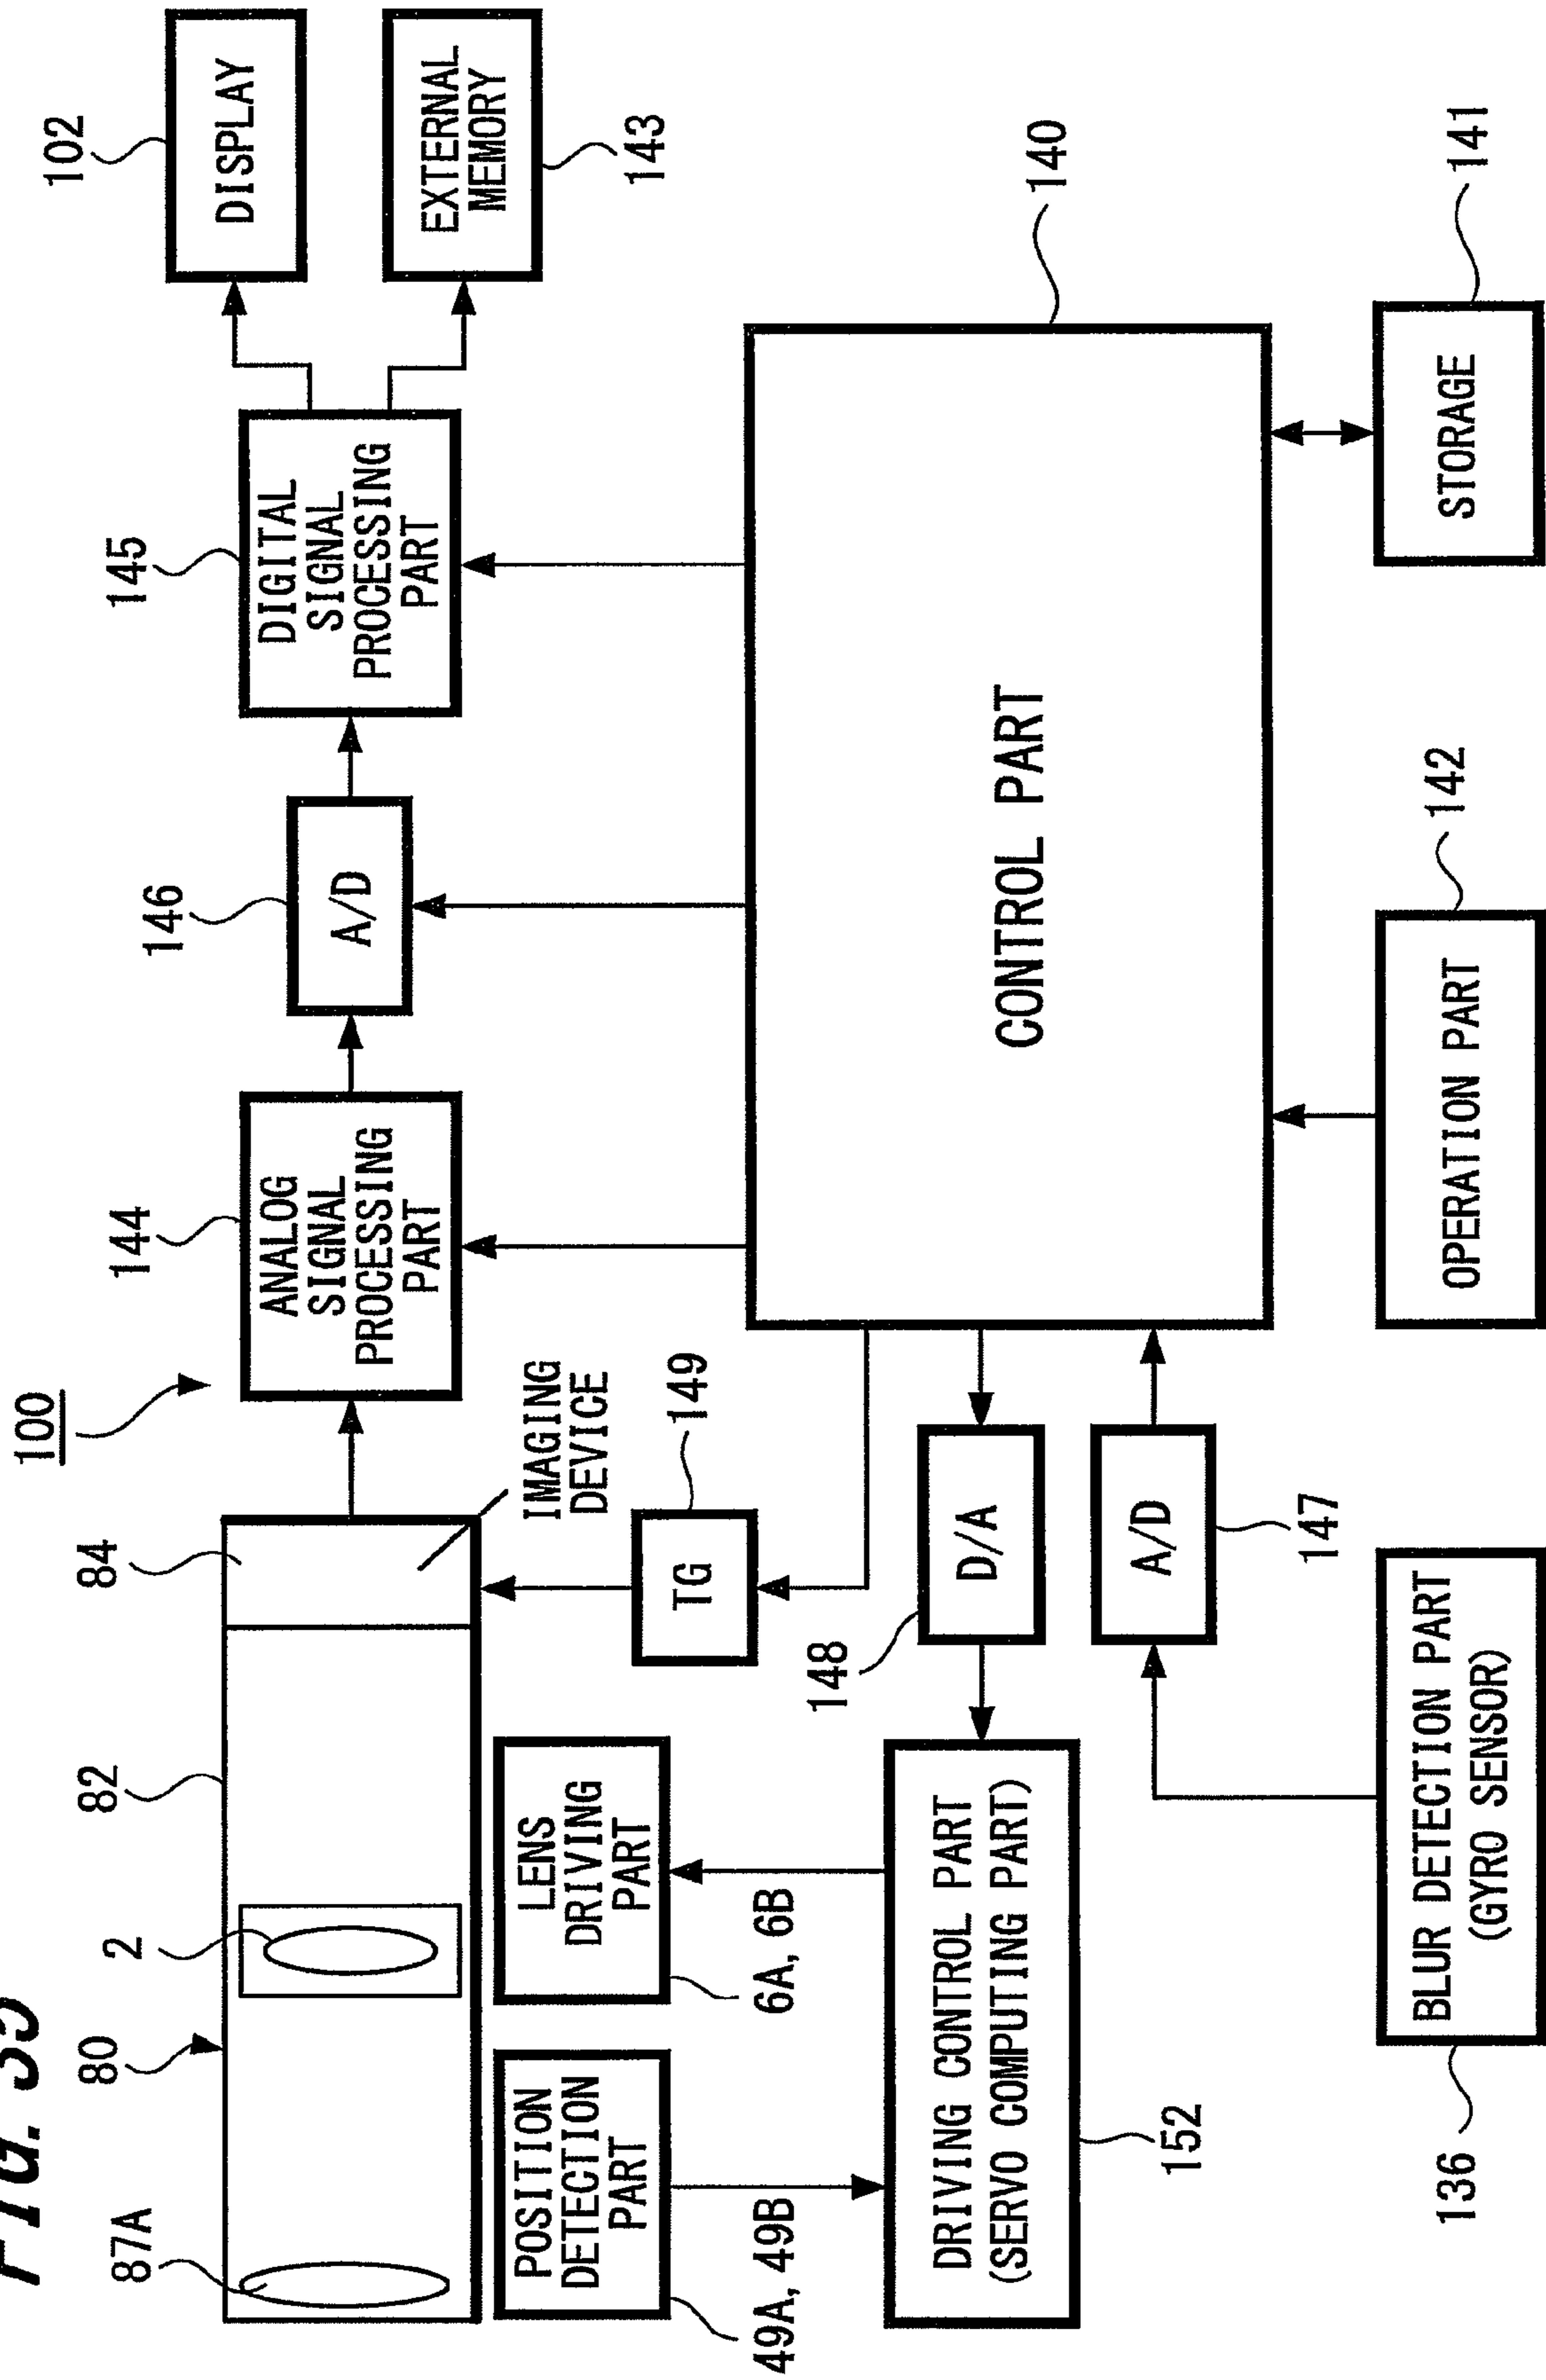 FIG. 35
100
87A
80
2
82
84
144
146
145
102
DISPLAY
EXTERNAL
MEMORY
143
DIGITAL
SIGNAL
PROCESSING
PART
A/D
ANALOG
SIGNAL
PROCESSING
PART
IMAGING
DEVICE
POSITION
DETECTION
PART
49A, 49B
LENS
DRIVING
PART
6A, 6B
TG
149
148
D/A
A/D
147
CONTROL PART
140
DRIVING CONTROL PART
(SERVO COMPUTING PART)
152
BLUR DETECTION PART
(GYRO SENSOR)
136
OPERATION PART
142
STORAGE
141